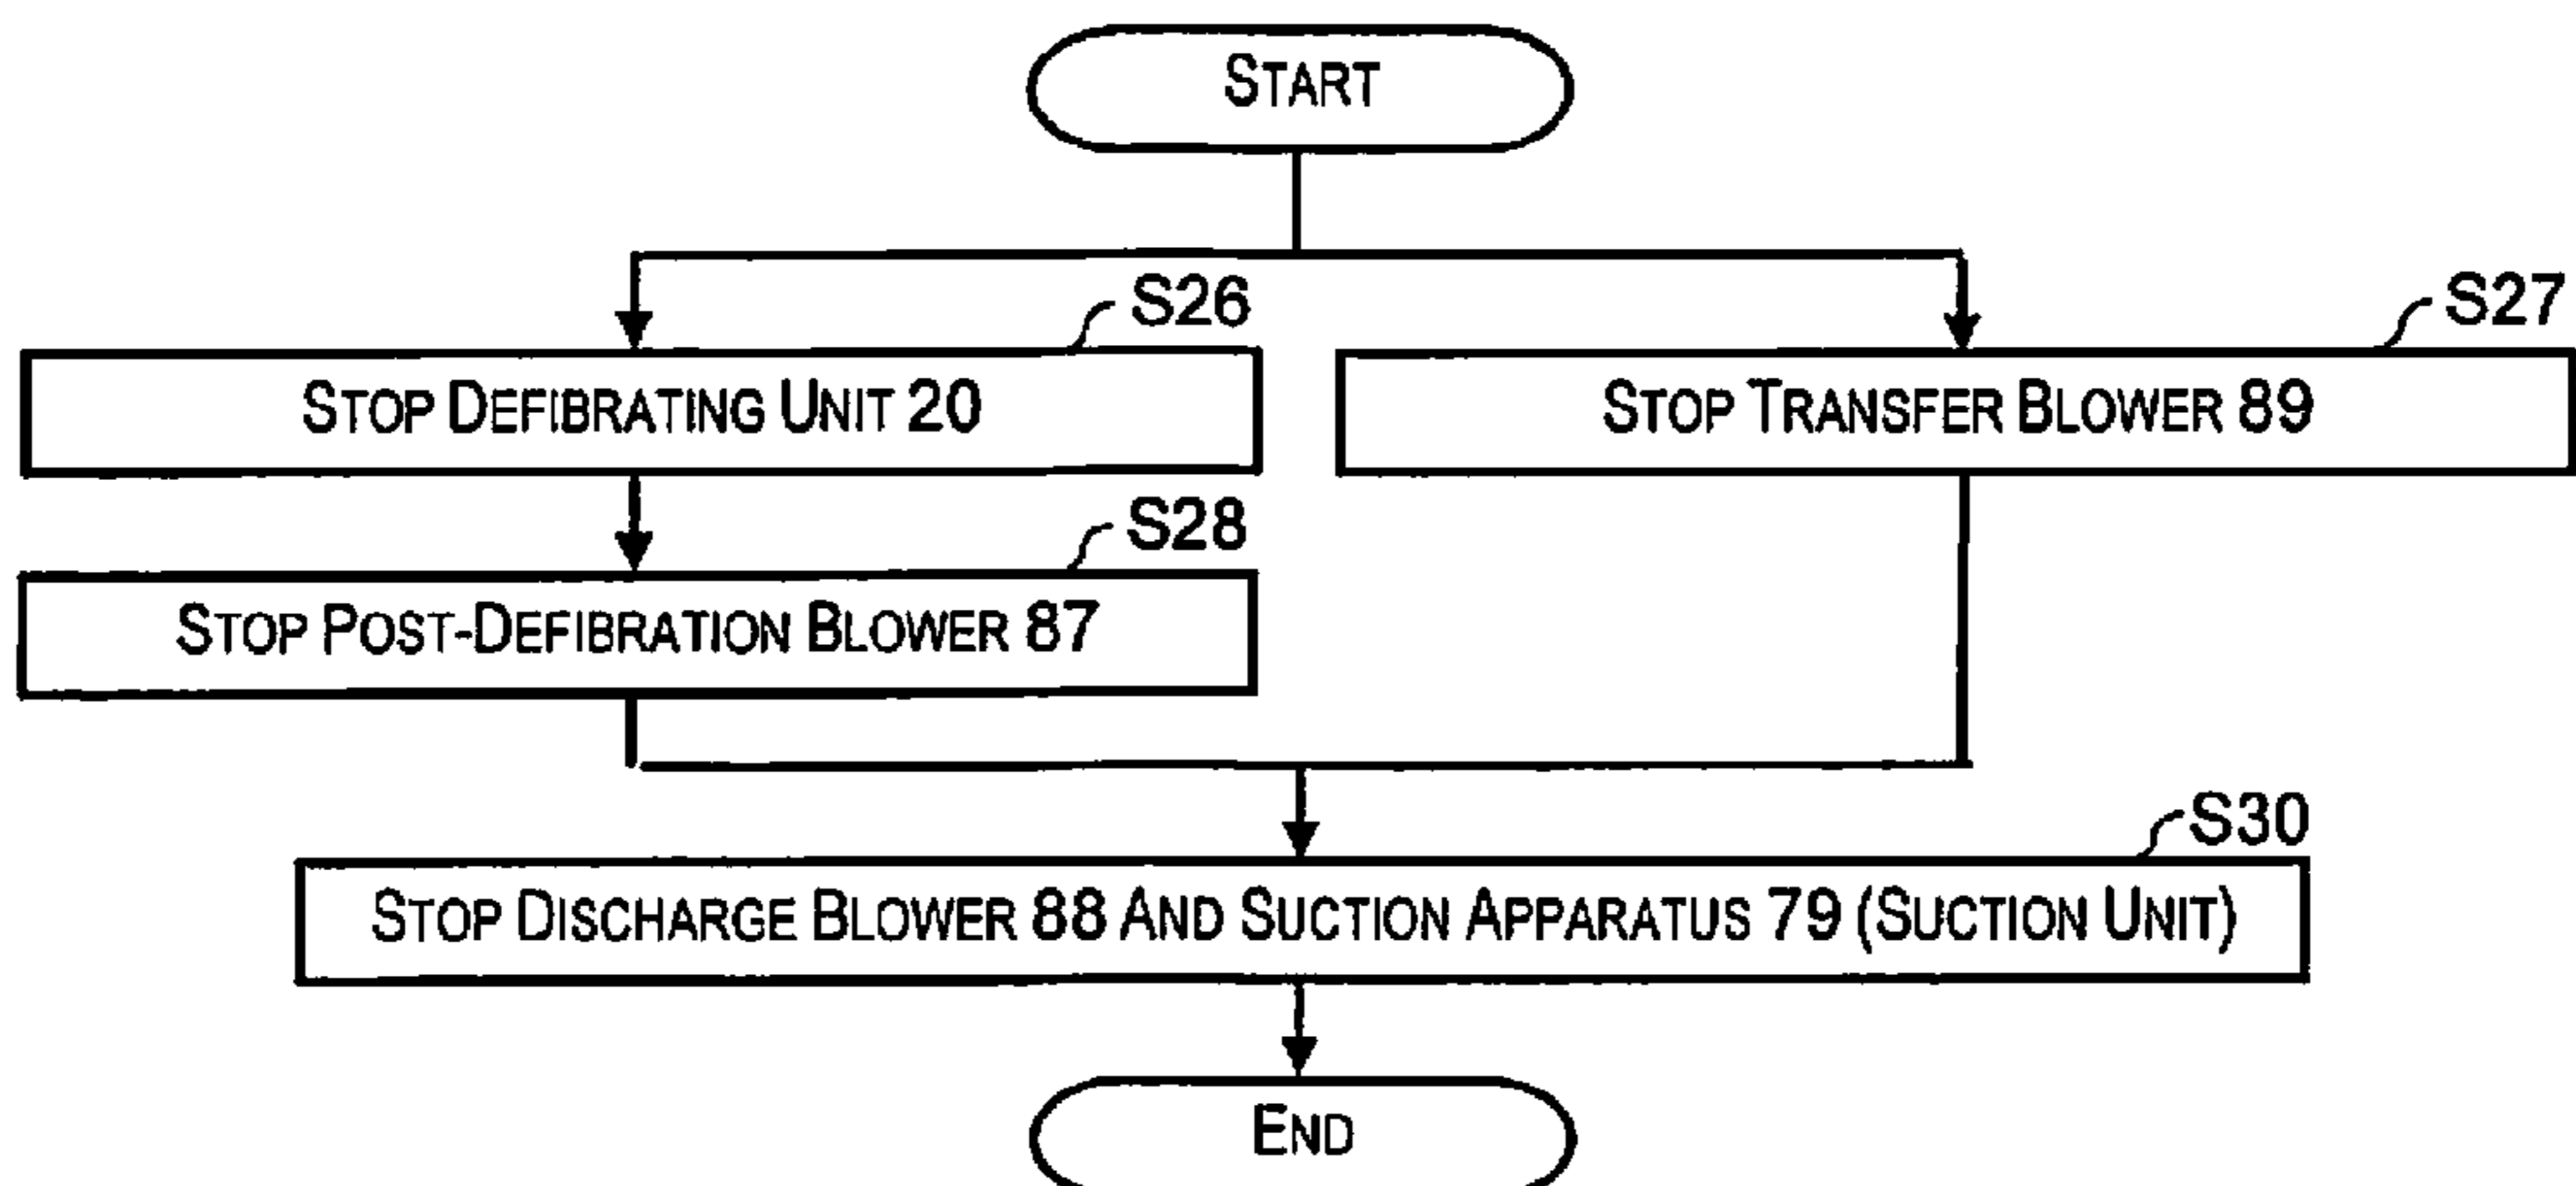 START
S26
S27
STOP DEFIBRATING UNIT 20
STOP TRANSFER BLOWER 89
S28
STOP POST-DEFIBRATION BLOWER 87
S30
STOP DISCHARGE BLOWER 88 AND SUCTION APPARATUS 79 (SUCTION UNIT)
END